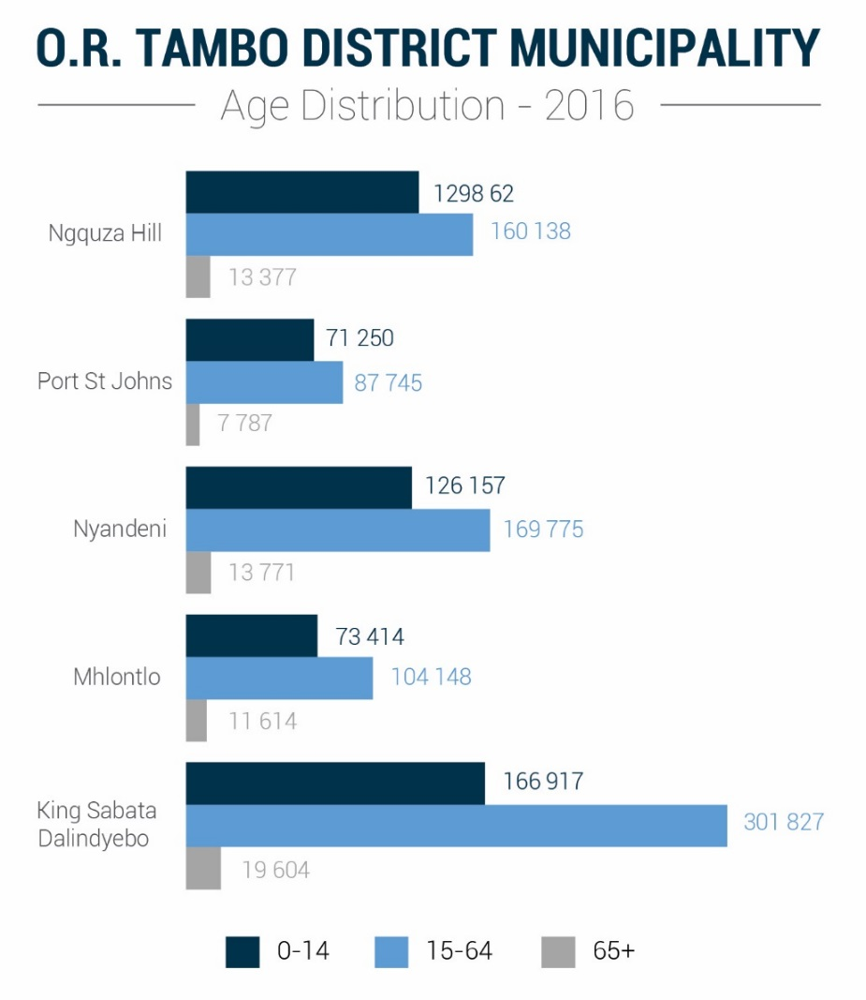 O.R. TAMBO DISTRICT MUNICIPALITY
Age Distribution - 2016
1298 62
Ngquza Hill
160 138
13 377
71 250
Port St Johns
87 745
7 787
126 157
Nyandeni
169 775
13 771
73 414
Mhlontlo
104 148
11 614
166 917
King Sabata
Dalindyebo
301 827
19 604
0-14 15-64 65+